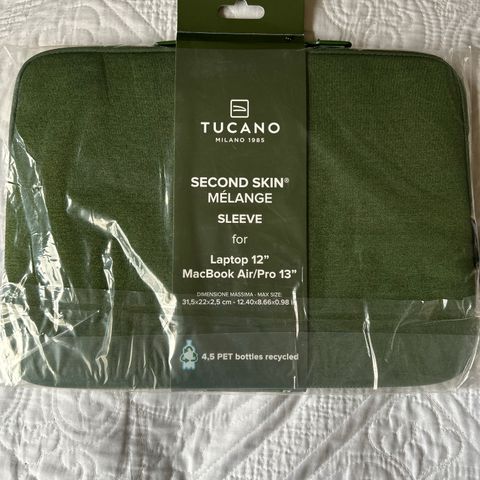 TUCANO
MILANO 1985
SECOND SKIN®
MÉLANGE
SLEEVE
for
Laptop 12”
MacBook Air/Pro 13”
DIMENSIONE MASSIMA - MAX SIZE:
31,5x22x2,5 cm - 12.40x8.66x0.98
4,5 PET bottles recycled